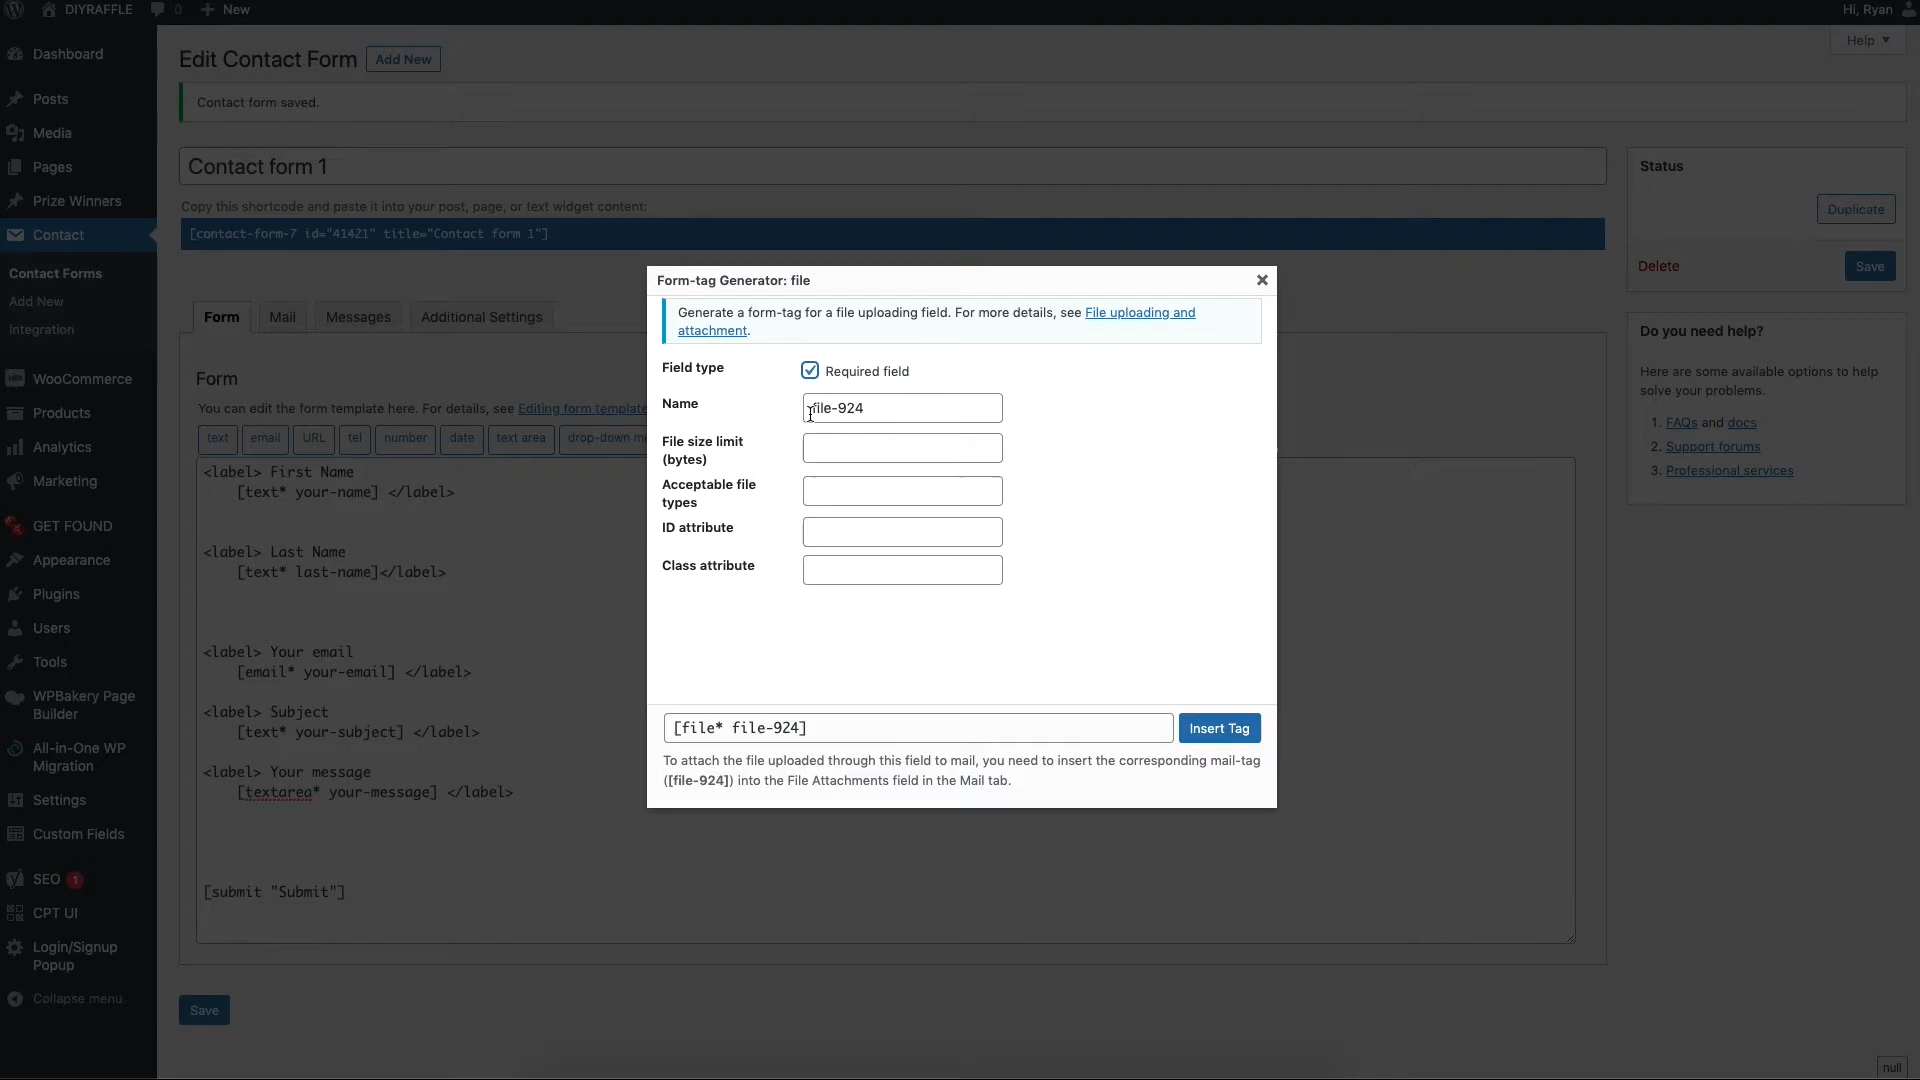 DIYRAFFLE
0
New
Hi, Ryan
Dashboard
Posts
Media
Pages
Prize Winners
Contact
Contact Forms
Add New
Integration
WooCommerce
Products
Analytics
Marketing
GET FOUND
Appearance
Plugins
Users
Tools
WPBakery Page
Builder
All-in-One WP
Migration
Settings
Custom Fields
SEO 1
CPT UI
Login/Signup
Popup
Collapse menu
Help
Edit Contact Form
Add New
Contact form saved.
Contact form 1
Copy this shortcode and paste it into your post, page, or text widget content:
[contact-form-7 id="41421" title="Contact form 1"]
Form
Mail
Messages
Additional Settings
Form
You can edit the form template here. For details, see Editing form template
text
email
URL
tel
number
date
text area
drop-down
<label> First Name
[text* your-name] </label>
<label> Last Name
[text* last-name]</label>
<label> Your email
[email* your-email] </label>
<label> Subject
[text* your-subject] </label>
<label> Your message
[textarea* your-message] </label>
[submit "Submit"]
Save
Form-tag Generator: file
Generate a form-tag for a file uploading field. For more details, see File uploading and
attachment.
Field type
Required field
Name
file-924
File size limit
(bytes)
Acceptable file
types
ID attribute
Class attribute
[file* file-924]
Insert Tag
To attach the file uploaded through this field to mail, you need to insert the corresponding mail-tag
([file-924]) into the File Attachments field in the Mail tab.
Status
Duplicate
Delete
Save
Do you need help?
Here are some available options to help
solve your problems.
1. FAQs and docs
2. Support forums
3. Professional services
null